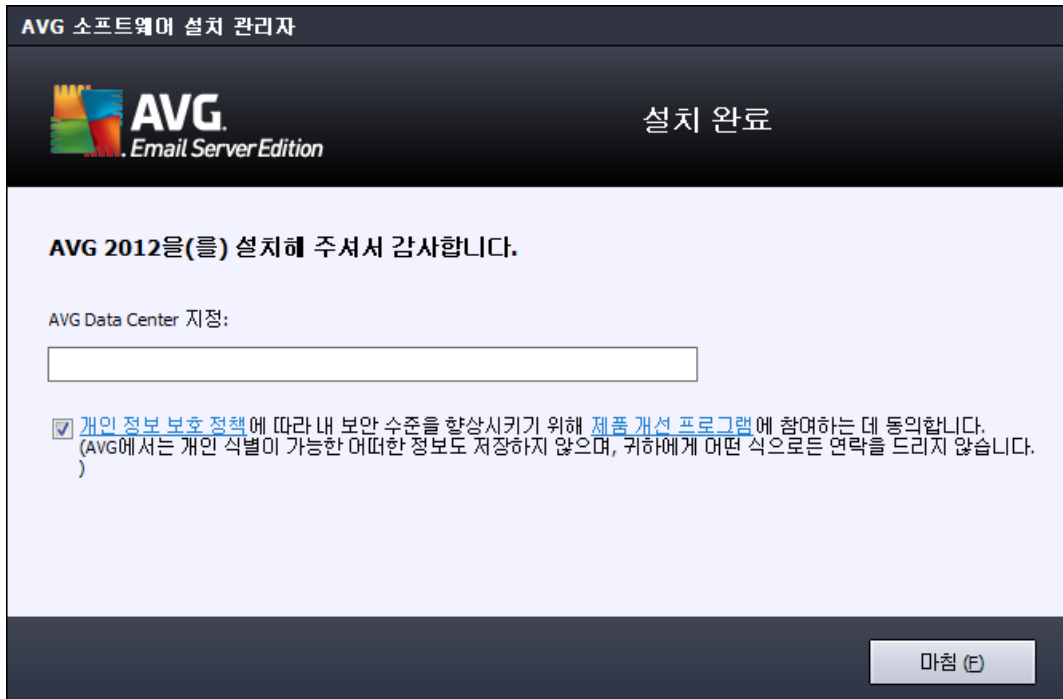 AVG 소프트웨어 설치 관리자
AVG.
Email Server Edition
설치 완료
AVG 2012을(를) 설치해 주셔서 감사합니다.
AVG Data Center 지정:
개인 정보 보호 정책에 따라 내 보안 수준을 향상시키기 위해 제품 개선 프로그램에 참여하는 데 동의합니다.
(AVG에서는 개인 식별이 가능한 어떠한 정보도 저장하지 않으며, 귀하에게 어떤 식으로든 연락을 드리지 않습니다.
)
마침 (F)